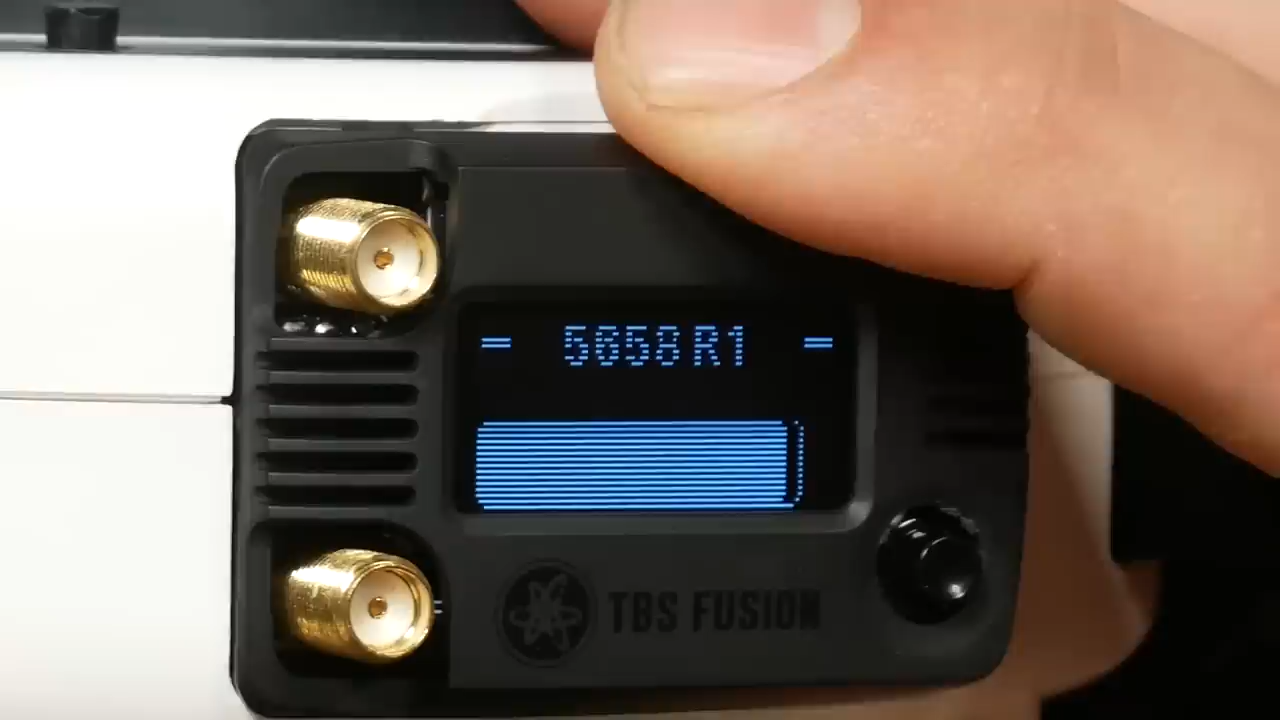 = 5658 R1 =
TBS FUSION